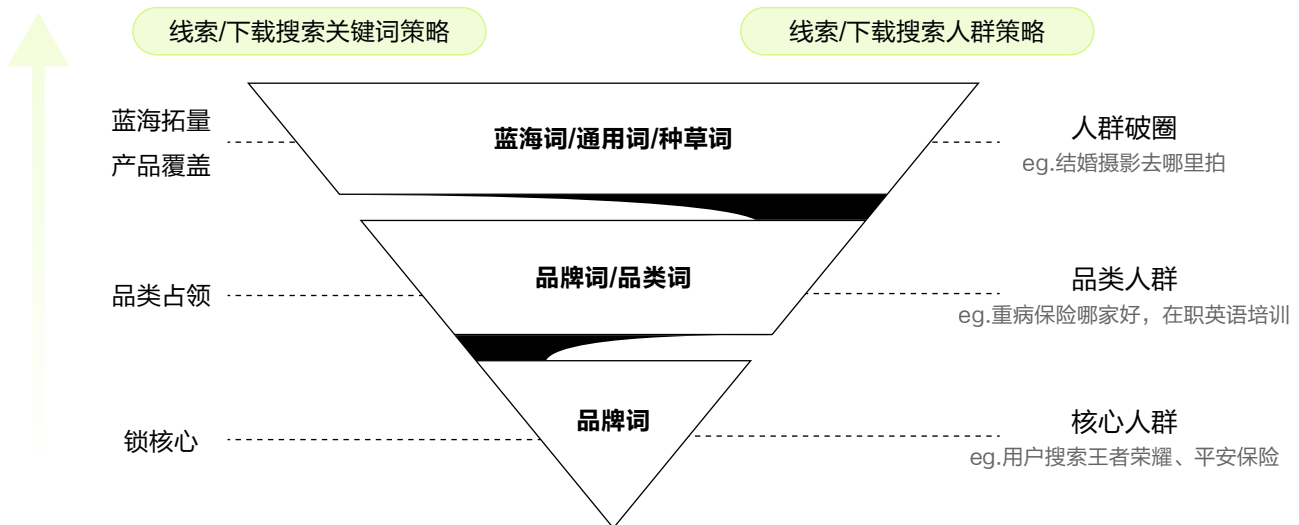 线索/下载搜索关键词策略
线索/下载搜索人群策略
蓝海拓量
产品覆盖
蓝海词/通用词/种草词
人群破圈
eg.结婚摄影去哪里拍
品类占领
品牌词/品类词
品类人群
eg.重病保险哪家好，在职英语培训
锁核心
品牌词
核心人群
eg.用户搜索王者荣耀、平安保险